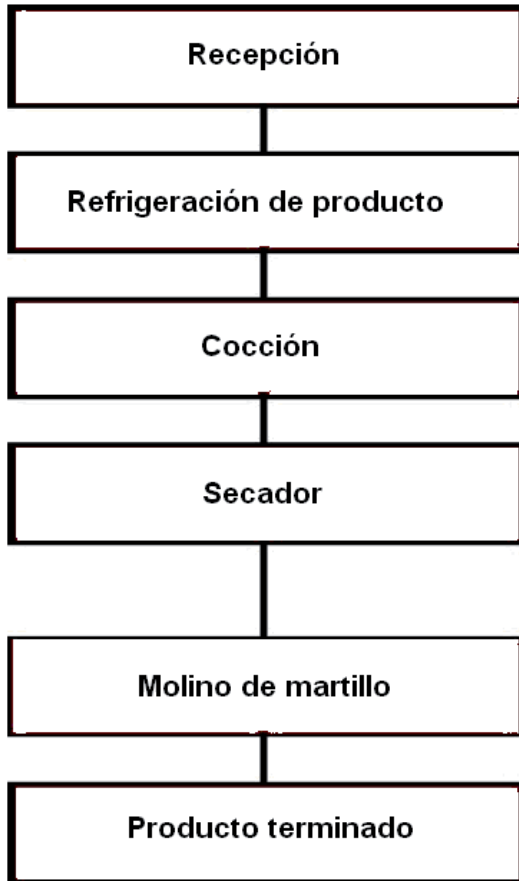 Recepción
Refrigeración de producto
Cocción
Secador
Molino de martillo
Producto terminado